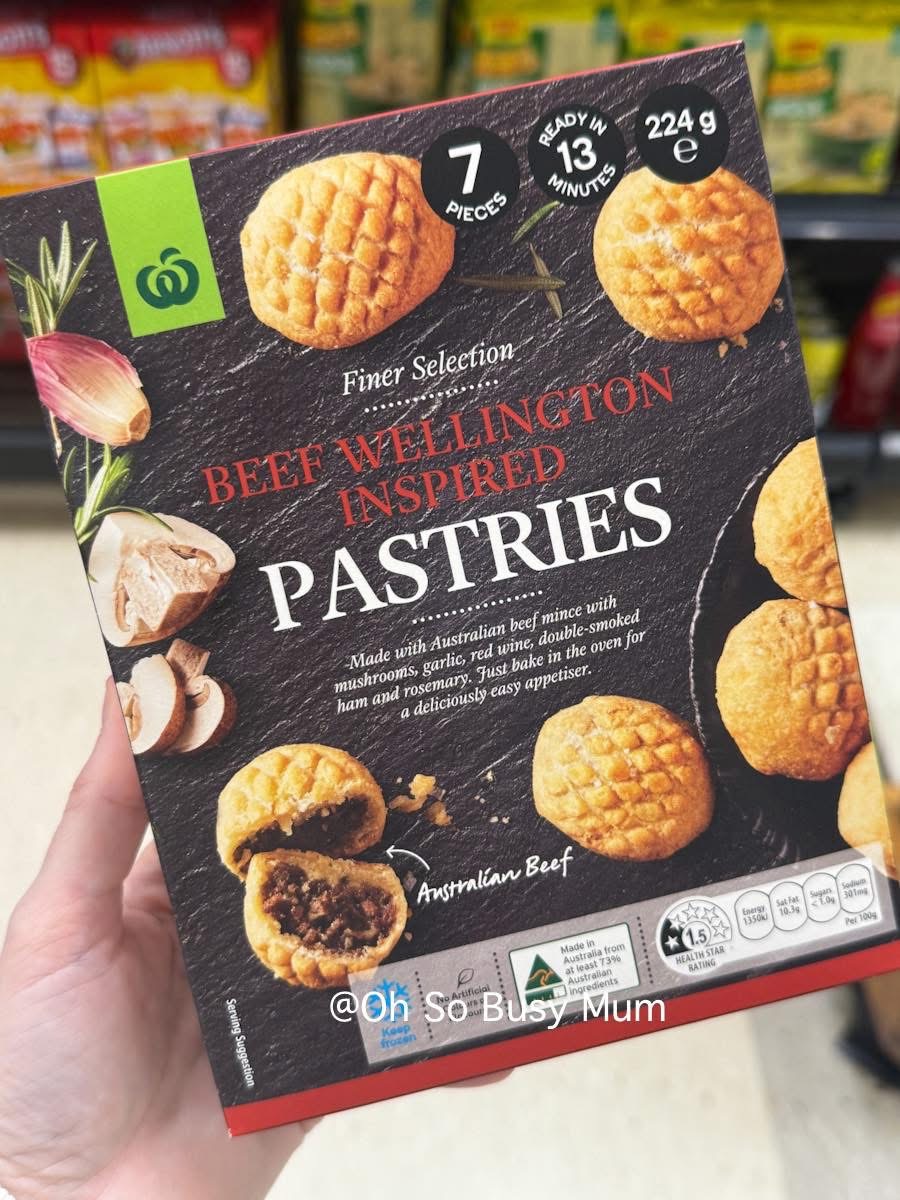 7
PIECES
READY IN
13
MINUTES
224 g
e
Finer Selection
BEEF WELLINGTON
INSPIRED
PASTRIES
Made with Australian beef mince with
mushrooms, garlic, red wine, double-smoked
ham and rosemary. Just bake in the oven for
a deliciously easy appetiser.
Australian Beef
Keep
frozen
No Artificial
Made in
Australia from
at least 73%
Australian
ingredients
1.5
HEALTH STAR
RATING
Energy
1350kJ
Sat Fat
10.3g
Sugars
<1.0g
Sodium
301mg
Per 100g
Serving Suggestion
@Oh So Busy Mum